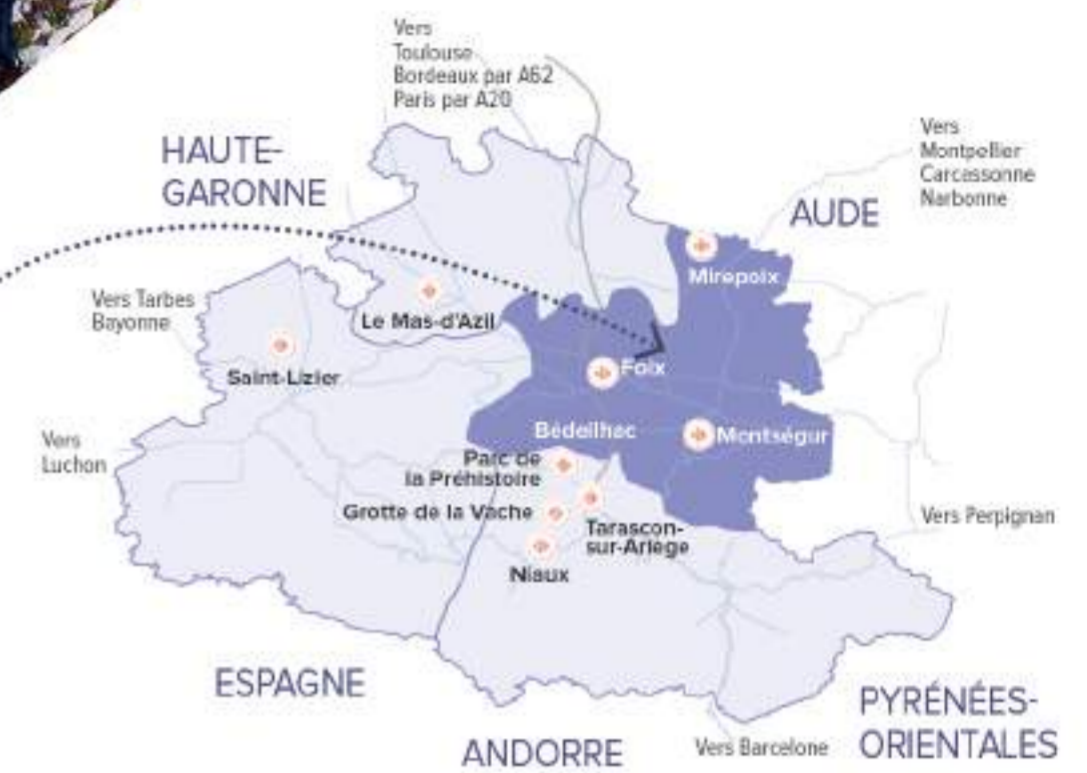 Vers
Toulouse
Bordeaux par A62
Paris par A20
HAUTE-
GARONNE
Vers
Montpellier
Carcassonne
Narbonne
AUDE
Mirepoix
Vers Tarbes
Bayonne
Le Mas-d'Azil
Saint-Lizier
Foix
Bédeilhac
Montségur
Vers
Luchon
Parc de
la Préhistoire
Grotte de la Vache
Tarascon-
sur-Ariège
Niaux
Vers Perpignan
ESPAGNE
ANDORRE
Vers Barcelone
PYRÉNÉES-
ORIENTALES